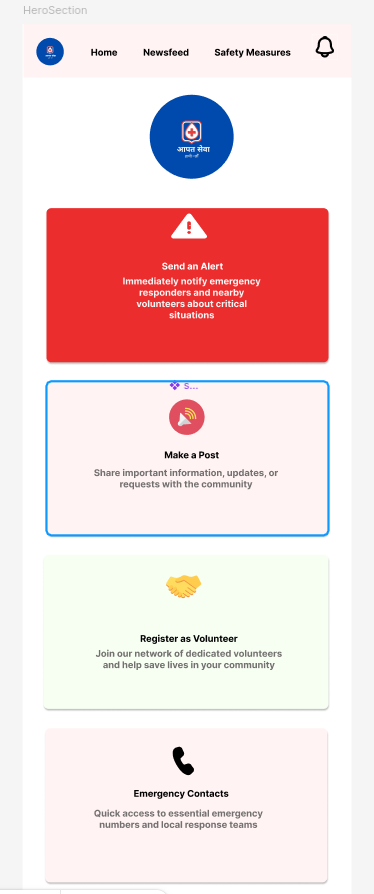 HeroSection
Home Newsfeed Safety Measures
आपत सेवा
Send an Alert
Immediately notify emergency
responders and nearby
volunteers about critical
situations
s...
Make a Post
Share important information, updates, or
requests with the community
Register as Volunteer
Join our network of dedicated volunteers
and help save lives in your community
Emergency Contacts
Quick access to essential emergency
numbers and local response teams